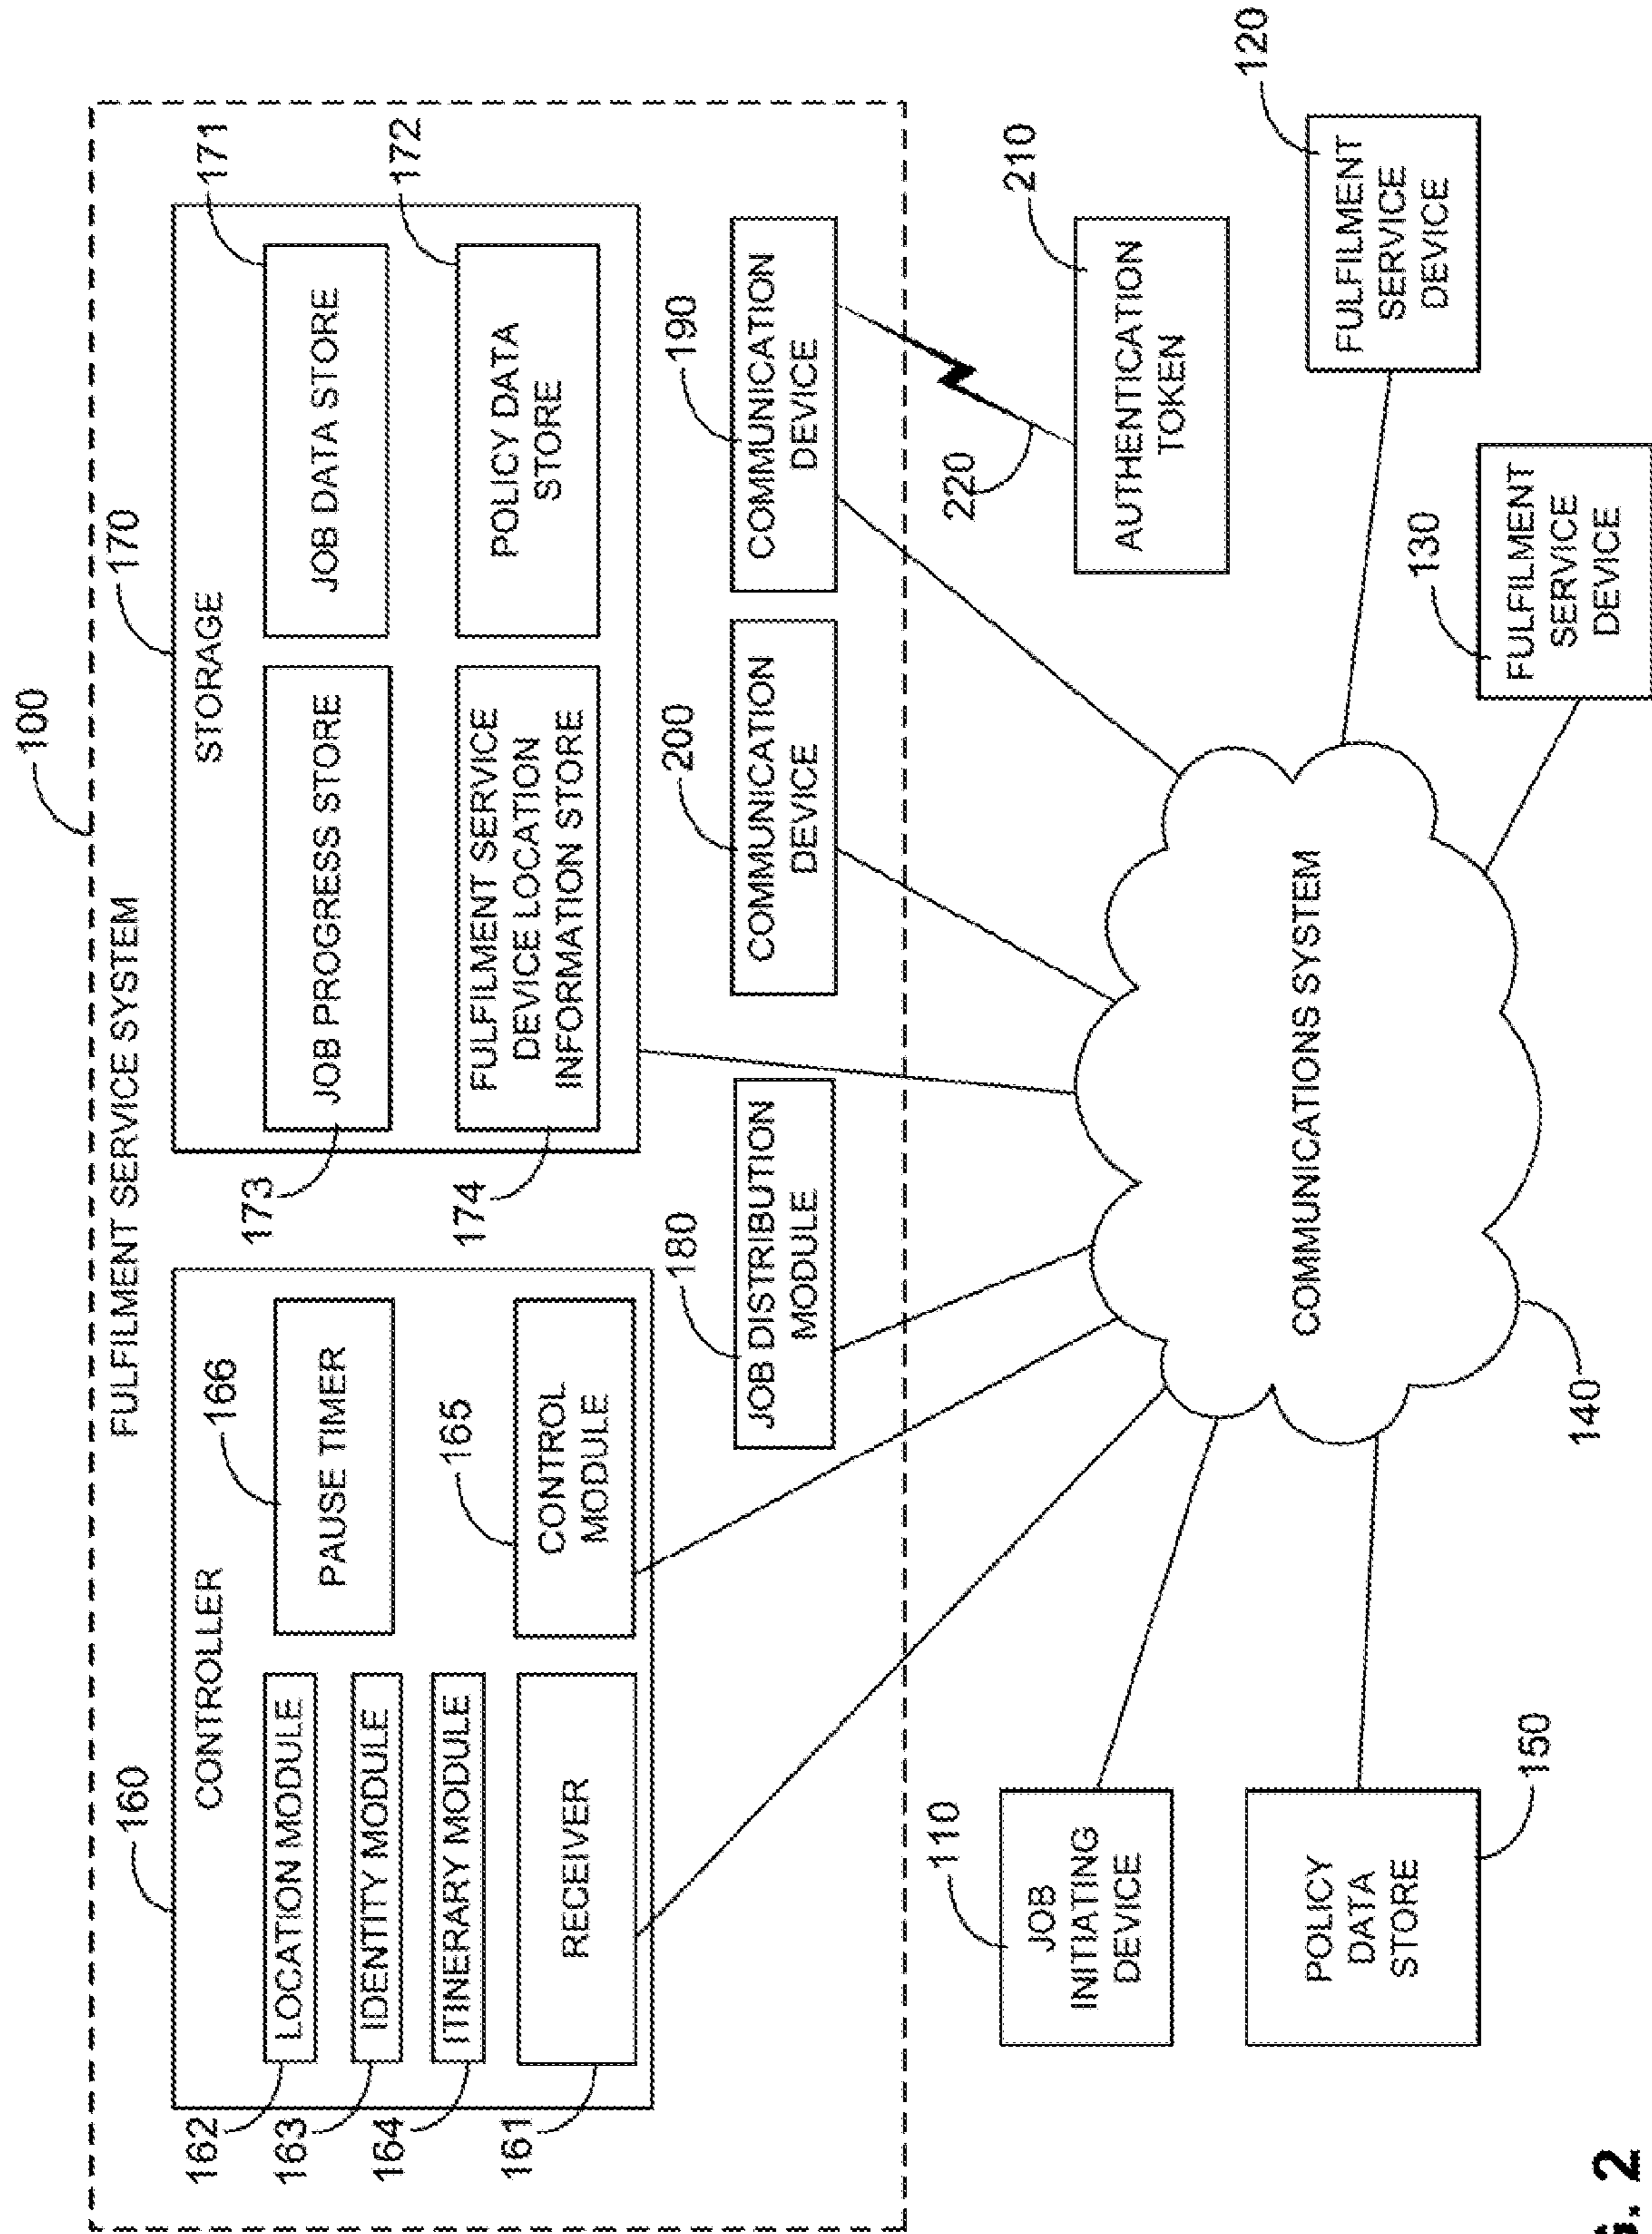 100
FULFILMENT SERVICE SYSTEM
160
CONTROLLER
162
LOCATION MODULE
163
IDENTITY MODULE
164
ITINERARY MODULE
161
RECEIVER
166
PAUSE TIMER
165
CONTROL
MODULE
170
STORAGE
173
JOB PROGRESS STORE
171
JOB DATA STORE
174
FULFILMENT SERVICE
DEVICE LOCATION
INFORMATION STORE
172
POLICY DATA
STORE
180
JOB DISTRIBUTION
MODULE
200
COMMUNICATION
DEVICE
190
COMMUNICATION
DEVICE
220
210
AUTHENTICATION
TOKEN
110
JOB
INITIATING
DEVICE
150
POLICY
DATA
STORE
COMMUNICATIONS SYSTEM
140
130
FULFILMENT
SERVICE
DEVICE
120
FULFILMENT
SERVICE
DEVICE
2